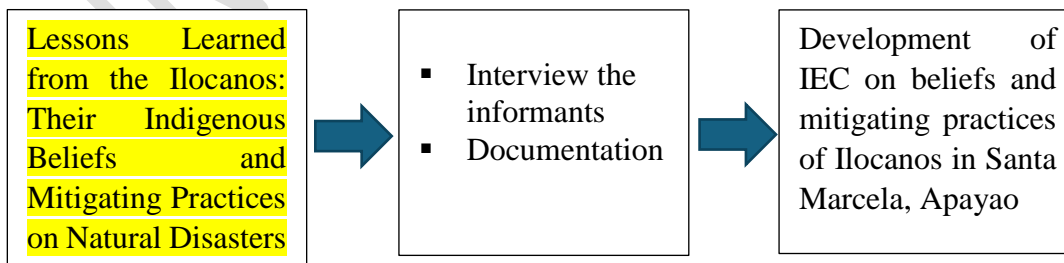 Lessons Learned
from the Ilocanos:
Their Indigenous
Beliefs and
Mitigating Practices
on Natural Disasters
▪ Interview the
informants
▪ Documentation
Development of
IEC on beliefs and
mitigating practices
of Ilocanos in Santa
Marcela, Apayao